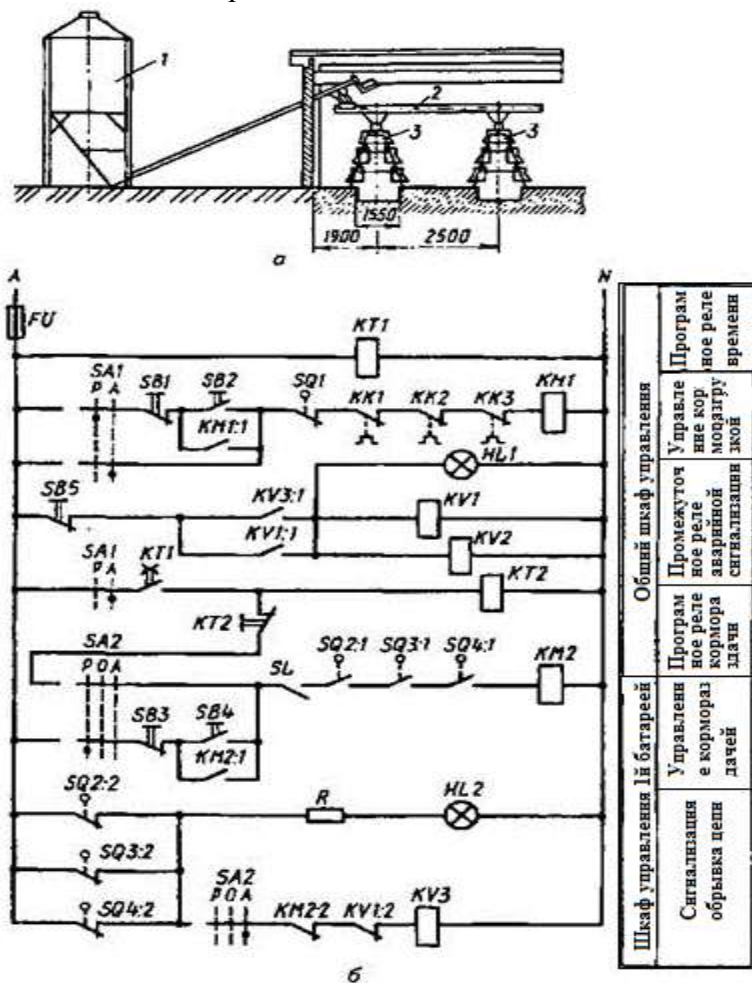 1
2
3
3
1550
1900
2500
а
A
N
FU
KT1
SA1
P A
SB1
SB2
SQ1
KK1
KK2
KK3
KM1
KM1:1
HL1
SB5
KV3:1
KV1
KV1:1
KV2
SA1
P A
KT1
KT2
KT2
SA2
P O A
SL
SQ2:1
SQ3:1
SQ4:1
KM2
SB3
SB4
KM2:1
SQ2:2
R
HL2
SQ3:2
SA2
P O A
SQ4:2
KM2:2
KV1:2
KV3
б
Общий шкаф управления
Шкаф управления 1й батареей
Програм
ное реле
времени
Управле
ние кор
мозагру
зкой
Промежуточ
ное реле
аварийной
сигнализации
Програм
ное реле
кормора
здачи
Управлени
е кормораз
дачей
Сигнализация
обрывка цепи